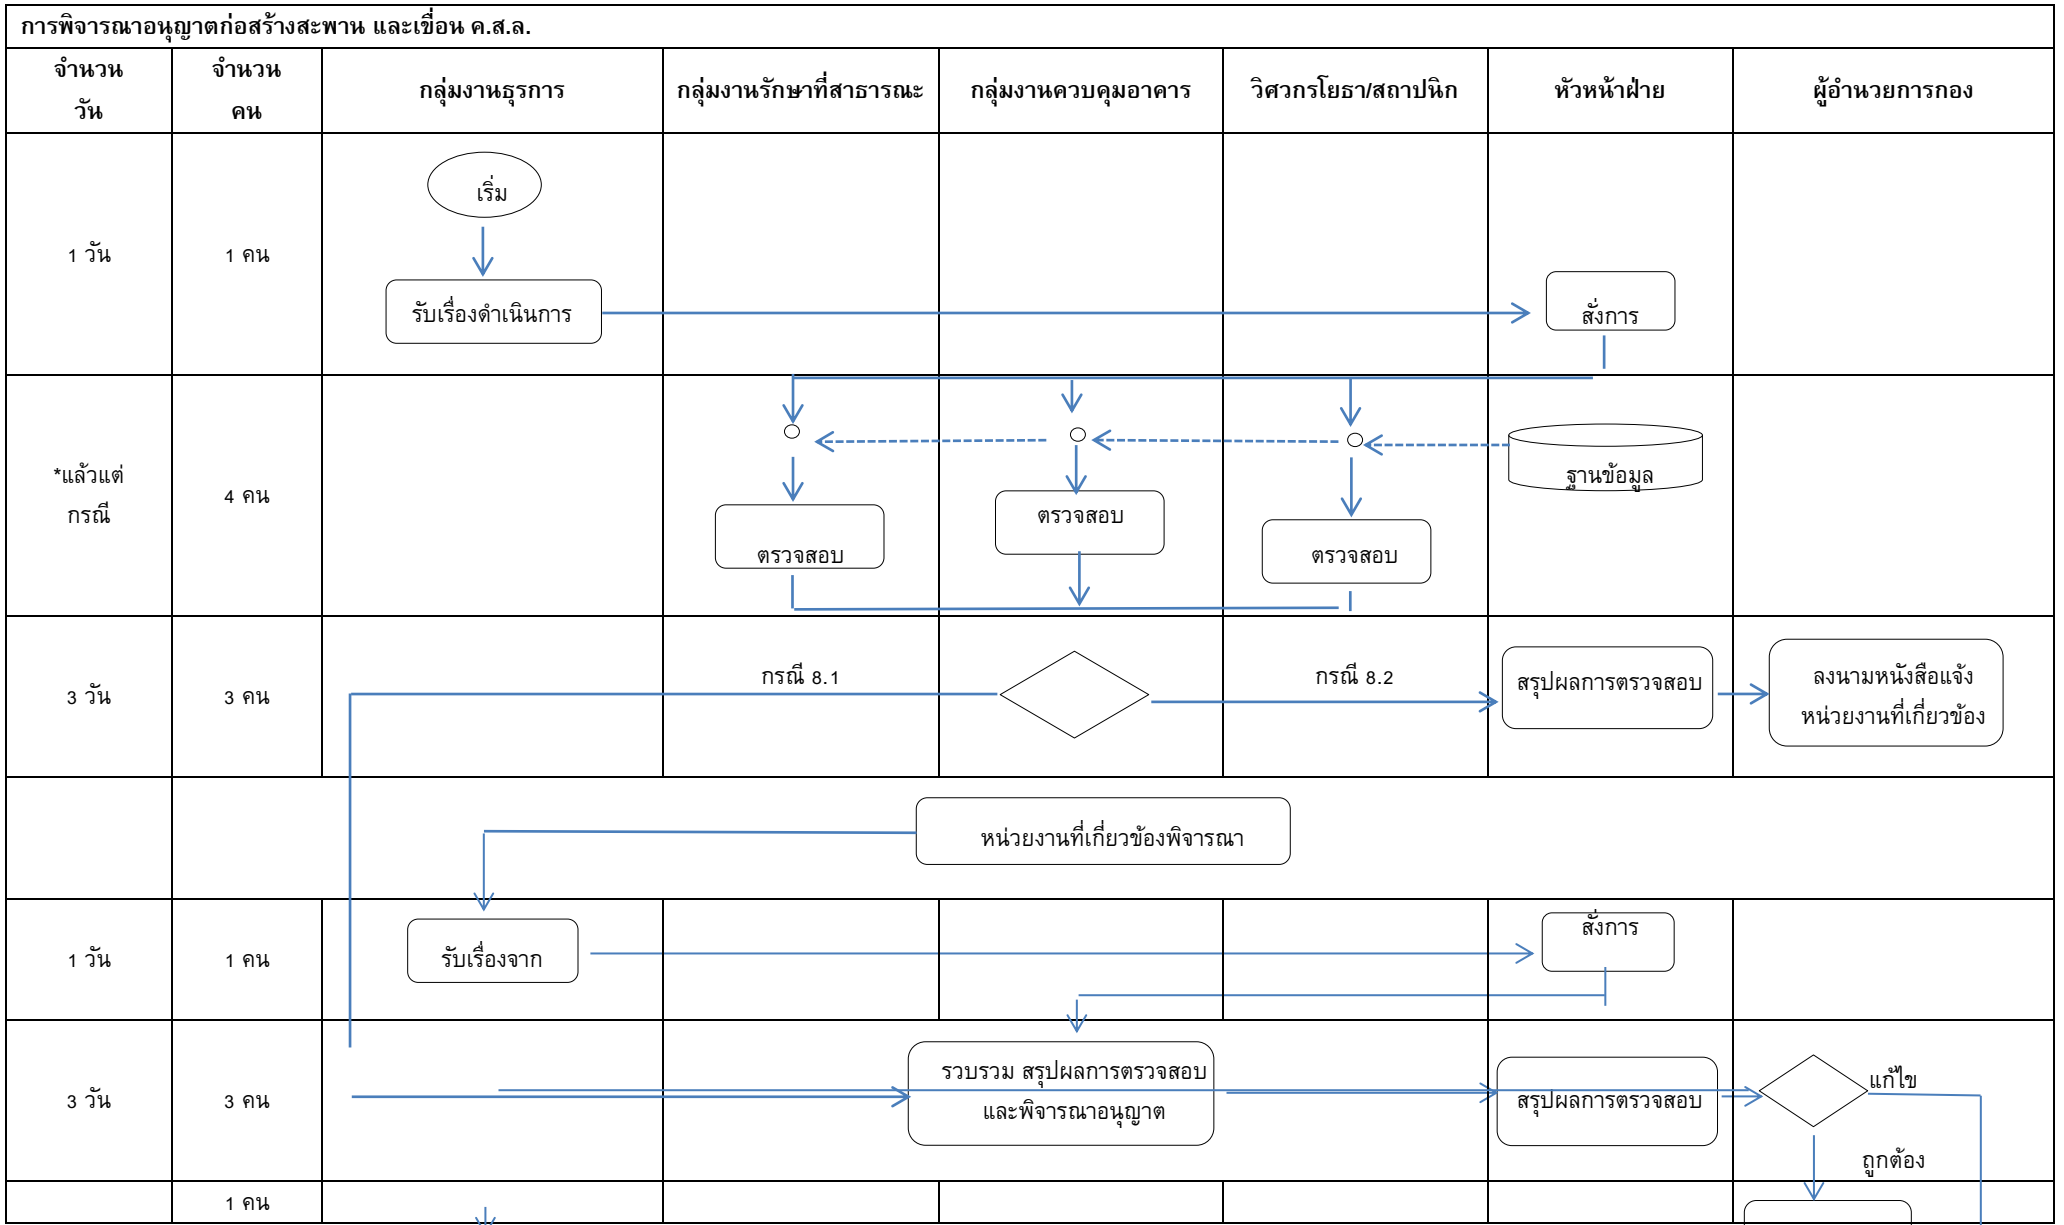 การพิจารณาอนุญาตก่อสร้างสะพาน และเขื่อน ค.ส.ล.
จำนวน
วัน
จำนวน
คน
กลุ่มงานธุรการ
กลุ่มงานรักษาที่สาธารณะ
กลุ่มงานควบคุมอาคาร
วิศวกรโยธา/สถาปนิก
หัวหน้าฝ่าย
ผู้อำนวยการกอง
เริ่ม
1 วัน
1 คน
รับเรื่องดำเนินการ
สั่งการ
*แล้วแต่
กรณี
4 คน
ตรวจสอบ
ตรวจสอบ
ตรวจสอบ
ฐานข้อมูล
3 วัน
3 คน
กรณี 8.1
กรณี 8.2
สรุปผลการตรวจสอบ
ลงนามหนังสือแจ้ง
หน่วยงานที่เกี่ยวข้อง
หน่วยงานที่เกี่ยวข้องพิจารณา
1 วัน
1 คน
รับเรื่องจาก
สั่งการ
3 วัน
3 คน
รวบรวม สรุปผลการตรวจสอบ
และพิจารณาอนุญาต
สรุปผลการตรวจสอบ
แก้ไข
ถูกต้อง
1 คน